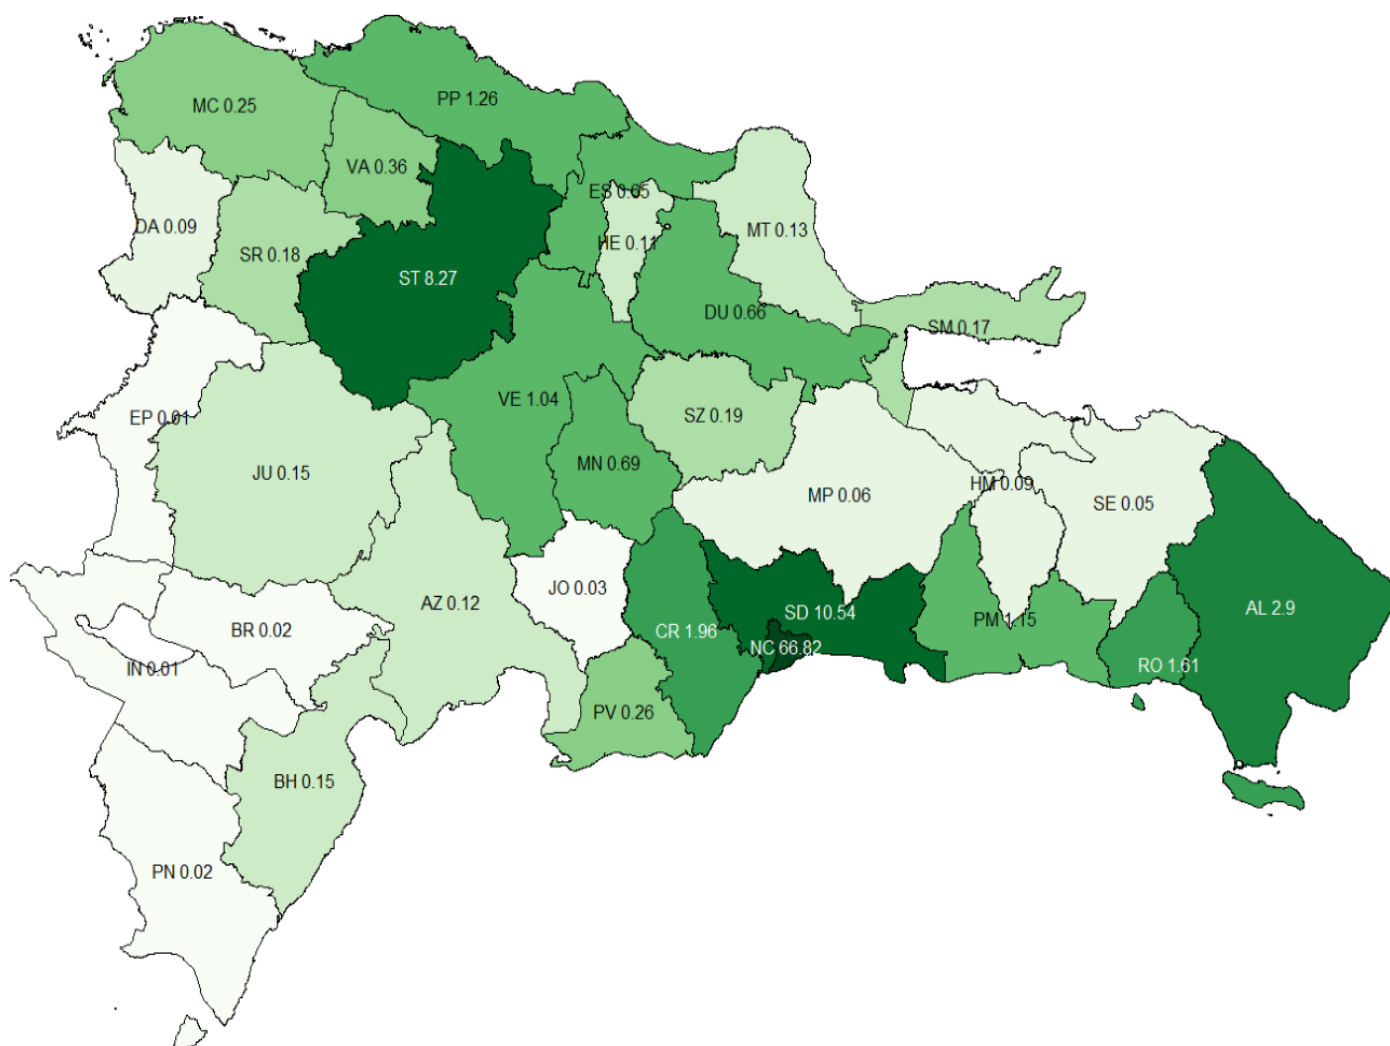 PP 1.26
MC 0.25
VA 0.36
ES 0.65
DA 0.09
MT 0.13
HE 0.11
SR 0.18
ST 8.27
DU 0.66
SM 0.17
VE 1.04
SZ 0.19
EP 0.01
MN 0.69
JU 0.15
HM 0.09
MP 0.06
SE 0.05
JO 0.03
AZ 0.12
SD 10.54
AL 2.9
PM 1.15
BR 0.02
CR 1.96
NC 66.82
IN 0.01
RO 1.61
PV 0.26
BH 0.15
PN 0.02